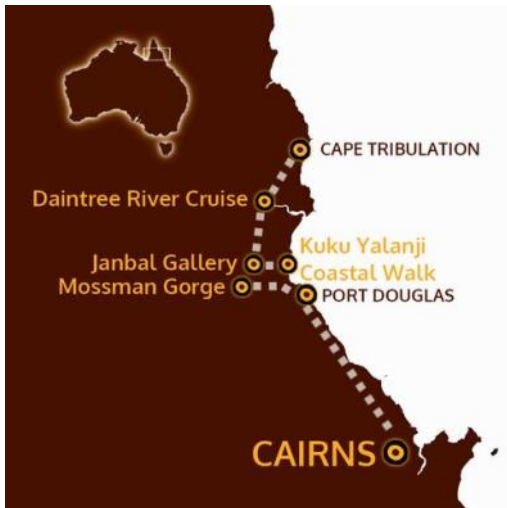 CAPE TRIBULATION
Daintree River Cruise
Kuku Yalanji
Coastal Walk
Janbal Gallery
Mossman Gorge
PORT DOUGLAS
CAIRNS